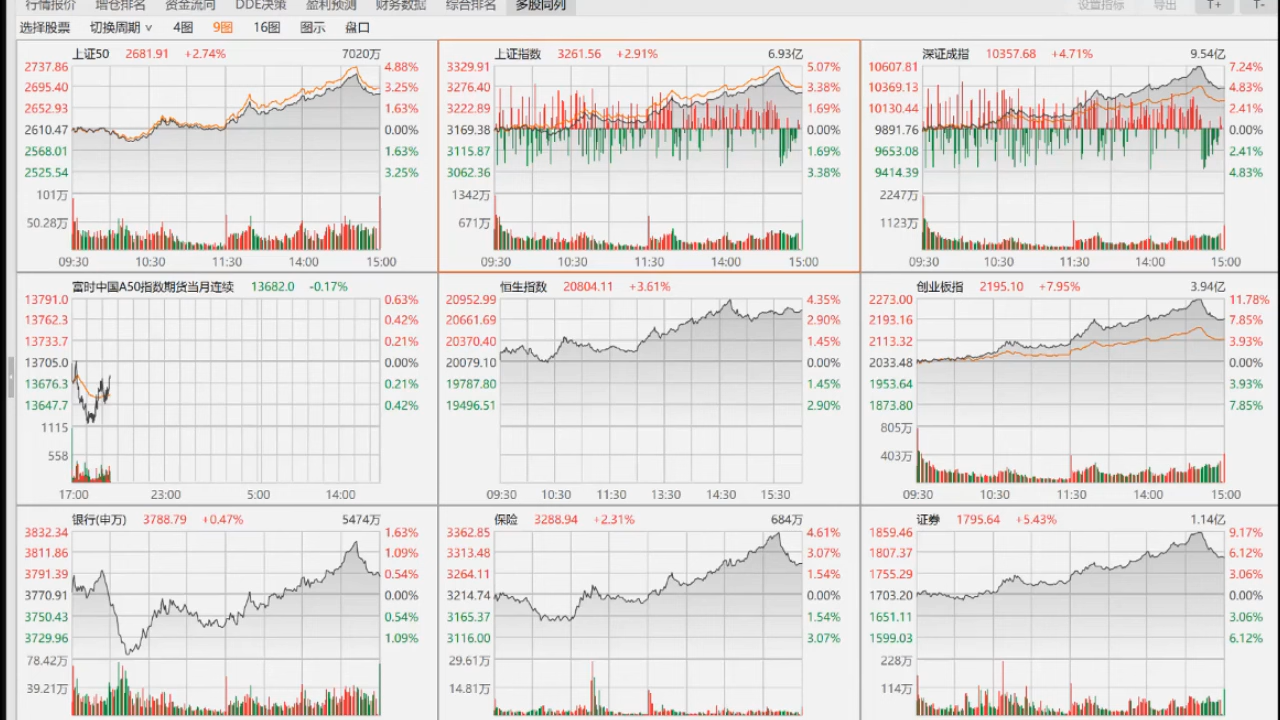 行情报价 增仓排名 资金流向 DDE决策 盈利预测 财务数据 综合排名 多股同列 设置指标 导出 T+ T-
选择股票 切换周期 ∨ 4图 9图 16图 图示 盘口
上证50 2681.91 +2.74% 7020万
2737.86 4.88%
2695.40 3.25%
2652.93 1.63%
2610.47 0.00%
2568.01 1.63%
2525.54 3.25%
101万
50.28万
09:30 10:30 11:30 14:00 15:00
上证指数 3261.56 +2.91% 6.93亿
3329.91 5.07%
3276.40 3.38%
3222.89 1.69%
3169.38 0.00%
3115.87 1.69%
3062.36 3.38%
1342万
671万
09:30 10:30 11:30 14:00 15:00
深证成指 10357.68 +4.71% 9.54亿
10607.81 7.24%
10369.13 4.83%
10130.44 2.41%
9891.76 0.00%
9653.08 2.41%
9414.39 4.83%
2247万
1123万
09:30 10:30 11:30 14:00 15:00
富时中国A50指数期货当月连续 13682.0 -0.17%
13791.0 0.63%
13762.3 0.42%
13733.7 0.21%
13705.0 0.00%
13676.3 0.21%
13647.7 0.42%
1115
558
17:00 23:00 5:00 14:00
恒生指数 20804.11 +3.61%
20952.99 4.35%
20661.69 2.90%
20370.40 1.45%
20079.10 0.00%
19787.80 1.45%
19496.51 2.90%
09:30 10:30 11:30 13:30 14:30 15:30
创业板指 2195.10 +7.95% 3.94亿
2273.00 11.78%
2193.16 7.85%
2113.32 3.93%
2033.48 0.00%
1953.64 3.93%
1873.80 7.85%
805万
403万
09:30 10:30 11:30 14:00 15:00
银行(申万) 3788.79 +0.47% 5474万
3832.34 1.63%
3811.86 1.09%
3791.39 0.54%
3770.91 0.00%
3750.43 0.54%
3729.96 1.09%
78.42万
39.21万
保险 3288.94 +2.31% 684万
3362.85 4.61%
3313.48 3.07%
3264.11 1.54%
3214.74 0.00%
3165.37 1.54%
3116.00 3.07%
29.61万
14.81万
证券 1795.64 +5.43% 1.14亿
1859.46 9.17%
1807.37 6.12%
1755.29 3.06%
1703.20 0.00%
1651.11 3.06%
1599.03 6.12%
228万
114万